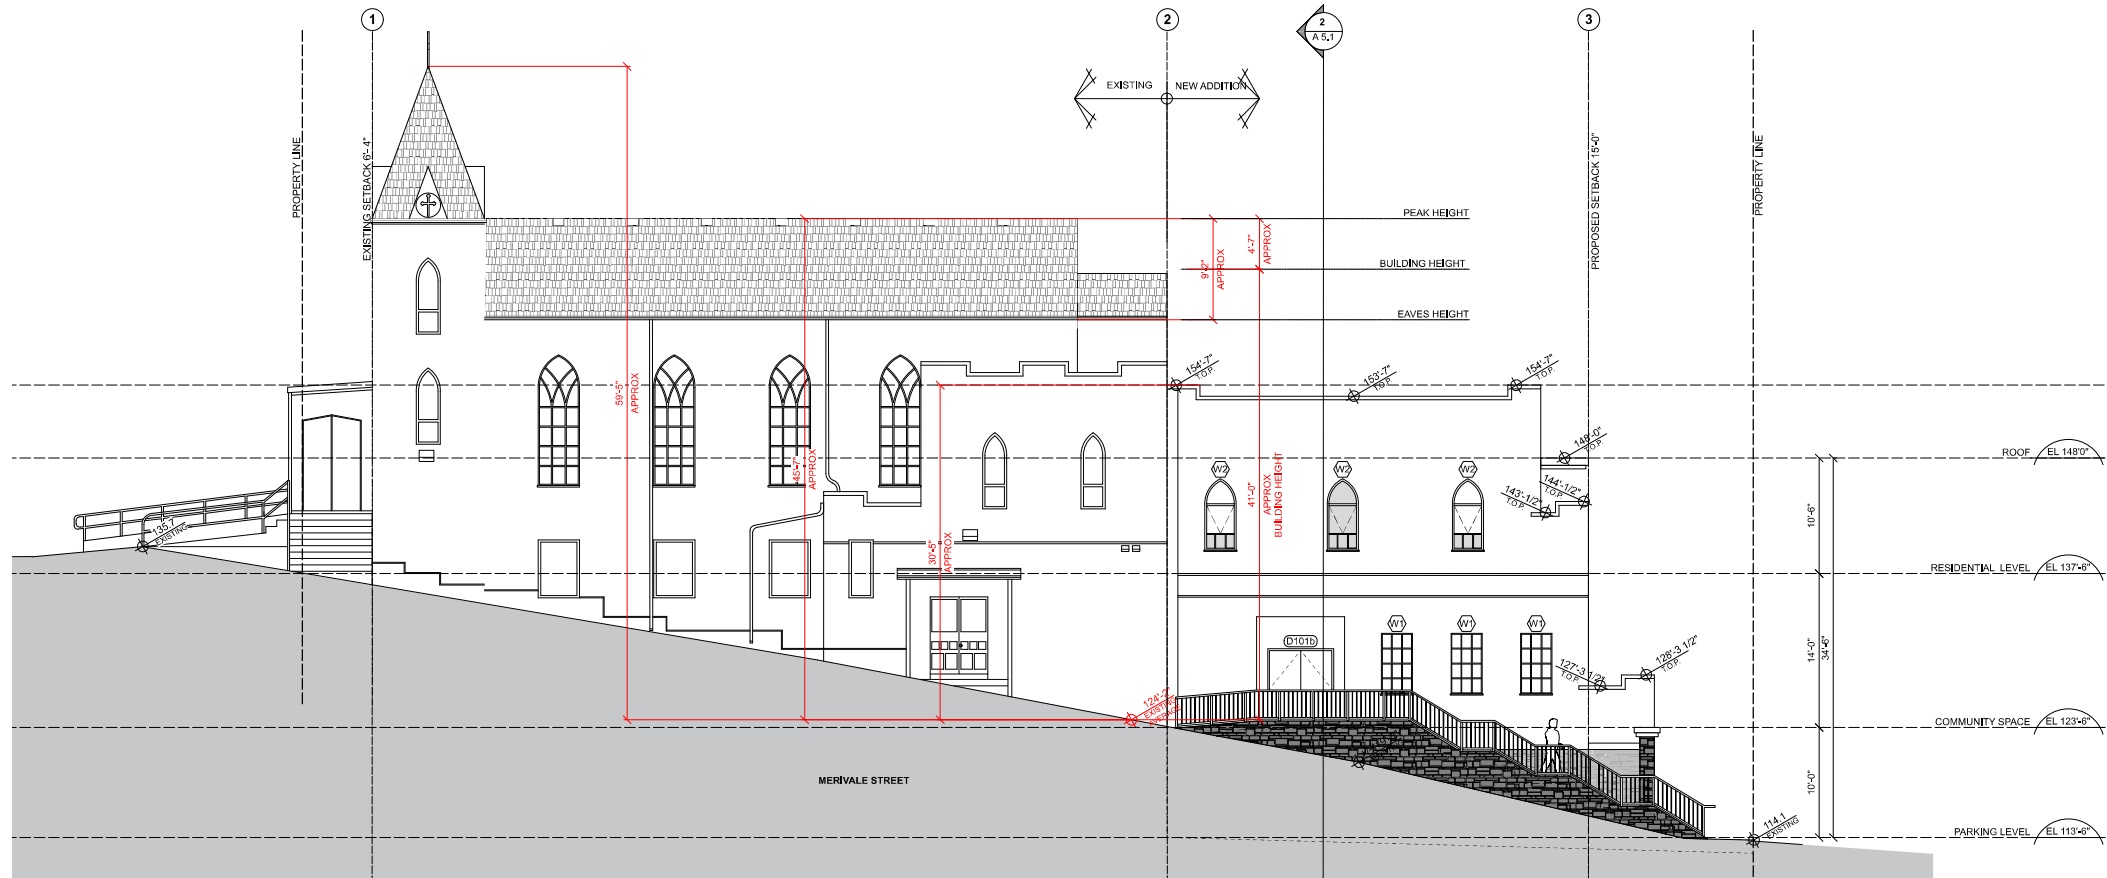 1
2
2
A 5.1
3
EXISTING
NEW ADDITION
PROPERTY LINE
EXISTING SETBACK 6'- 4"
PROPOSED SETBACK 15'-0"
PROPERTY LINE
PEAK HEIGHT
4'-7"
APPROX
9'-2"
APPROX
BUILDING HEIGHT
EAVES HEIGHT
59'-5"
APPROX
45'-7"
APPROX
30'-5"
APPROX
41'-0"
APPROX
BUILDING HEIGHT
154'-7"
T.O.P.
153'-7"
T.O.P.
154'-7"
T.O.P.
148'-0"
T.O.P.
144'-1/2"
T.O.P.
143'-1/2"
T.O.P.
W2
W2
W2
ROOF
EL 148'0"
10'-6"
135.7
EXISTING
RESIDENTIAL LEVEL
EL 137'-6"
14'-0"
34'-6"
D101b
W1
W1
W1
128'-3 1/2"
T.O.P.
127'-3 1/2"
T.O.P.
124'-2"
EXISTING
AVERAGE
COMMUNITY SPACE
EL 123'-6"
10'-0"
MERIVALE STREET
114.1
EXISTING
PARKING LEVEL
EL 113'-6"